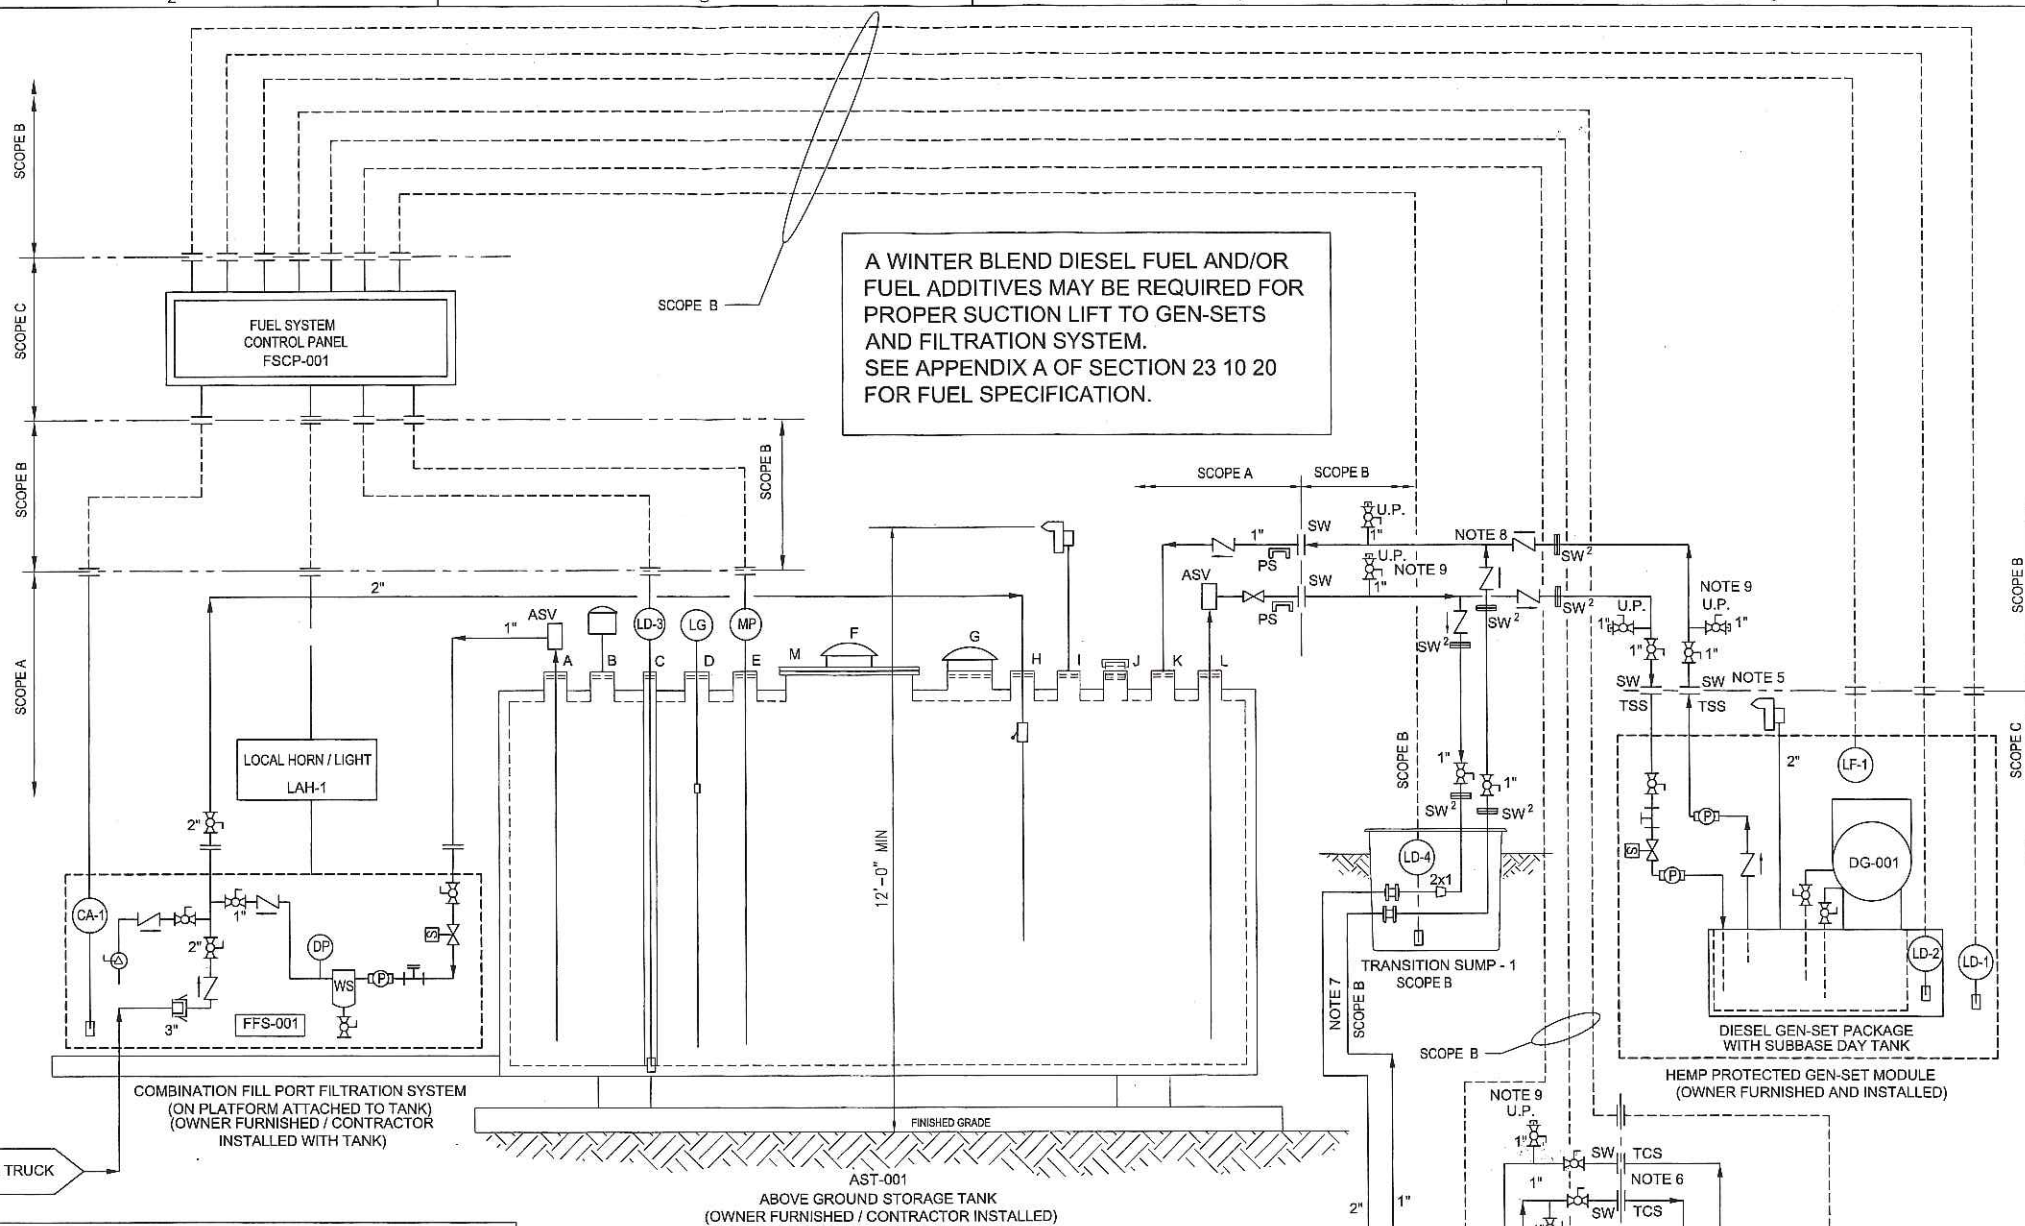 SCOPE B
SCOPE C
SCOPE B
SCOPE A
FUEL SYSTEM
CONTROL PANEL
FSCP-001
SCOPE B
A WINTER BLEND DIESEL FUEL AND/OR
FUEL ADDITIVES MAY BE REQUIRED FOR
PROPER SUCTION LIFT TO GEN-SETS
AND FILTRATION SYSTEM.
SEE APPENDIX A OF SECTION 23 10 20
FOR FUEL SPECIFICATION.
SCOPE B
SCOPE A
SCOPE B
U.P.
SW
1"
1"
NOTE 8
SW²
PS
U.P.
NOTE 9
1"
ASV
SW
PS
SW²
SW²
SW²
NOTE 9
U.P.
U.P.
1"
1"
1"
1"
SW
SW
NOTE 5
TSS
TSS
SCOPE B
SCOPE C
2"
1"
ASV
LD-3
LG
MP
A
B
C
D
E
M
F
G
H
I
J
K
L
LOCAL HORN / LIGHT
LAH-1
2"
CA-1
1"
2"
DP
S
WS
P
3"
FFS-001
12'-0" MIN
SCOPE B
1"
1"
SW²
SW²
LD-4
2x1
TRANSITION SUMP - 1
SCOPE B
NOTE 7
SCOPE B
2"
LF-1
P
S
P
DG-001
LD-2
LD-1
DIESEL GEN-SET PACKAGE
WITH SUBBASE DAY TANK
HEMP PROTECTED GEN-SET MODULE
(OWNER FURNISHED AND INSTALLED)
COMBINATION FILL PORT FILTRATION SYSTEM
(ON PLATFORM ATTACHED TO TANK)
(OWNER FURNISHED / CONTRACTOR
INSTALLED WITH TANK)
TRUCK
FINISHED GRADE
AST-001
ABOVE GROUND STORAGE TANK
(OWNER FURNISHED / CONTRACTOR INSTALLED)
SCOPE B
NOTE 9
U.P.
1"
SW
TCS
1"
NOTE 6
SW
TCS
2"
1"